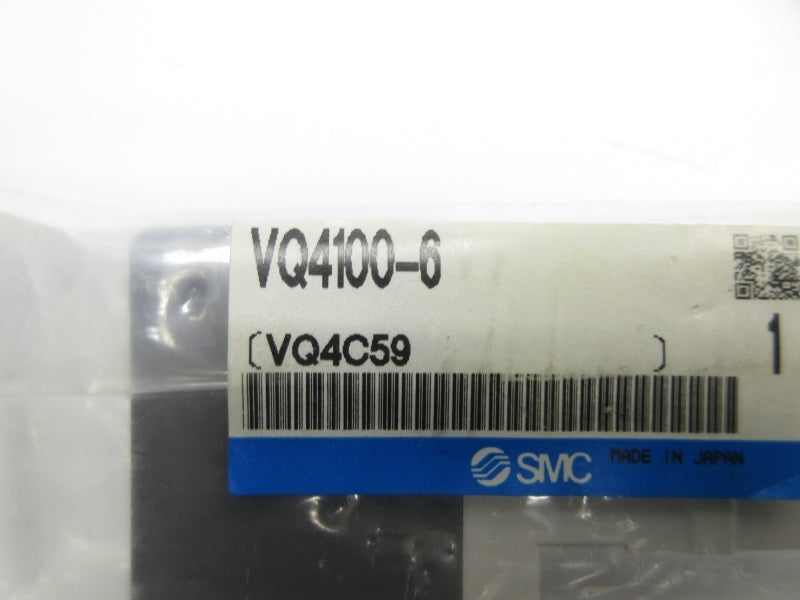 VQ4100-6
[VQ4C59 ]
1
SMC MADE IN JAPAN